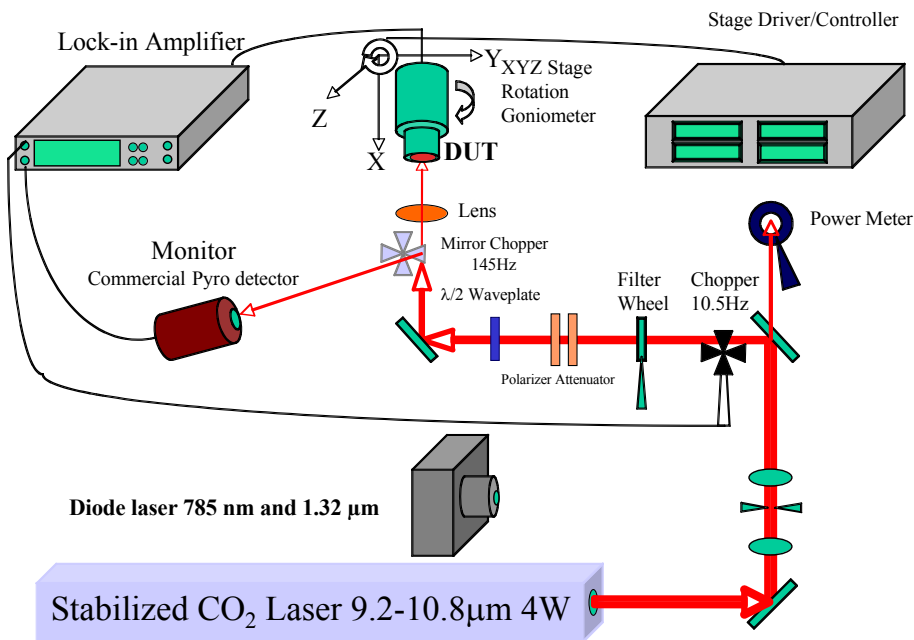 Stage Driver/Controller
Lock-in Amplifier
Y
XYZ Stage
Rotation
Goniometer
Z
X
DUT
Lens
Power Meter
Monitor
Commercial Pyro detector
Mirror Chopper
145Hz
λ/2 Waveplate
Filter
Wheel
Chopper
10.5Hz
Polarizer Attenuator
Diode laser 785 nm and 1.32 μm
Stabilized CO₂ Laser 9.2-10.8μm 4W